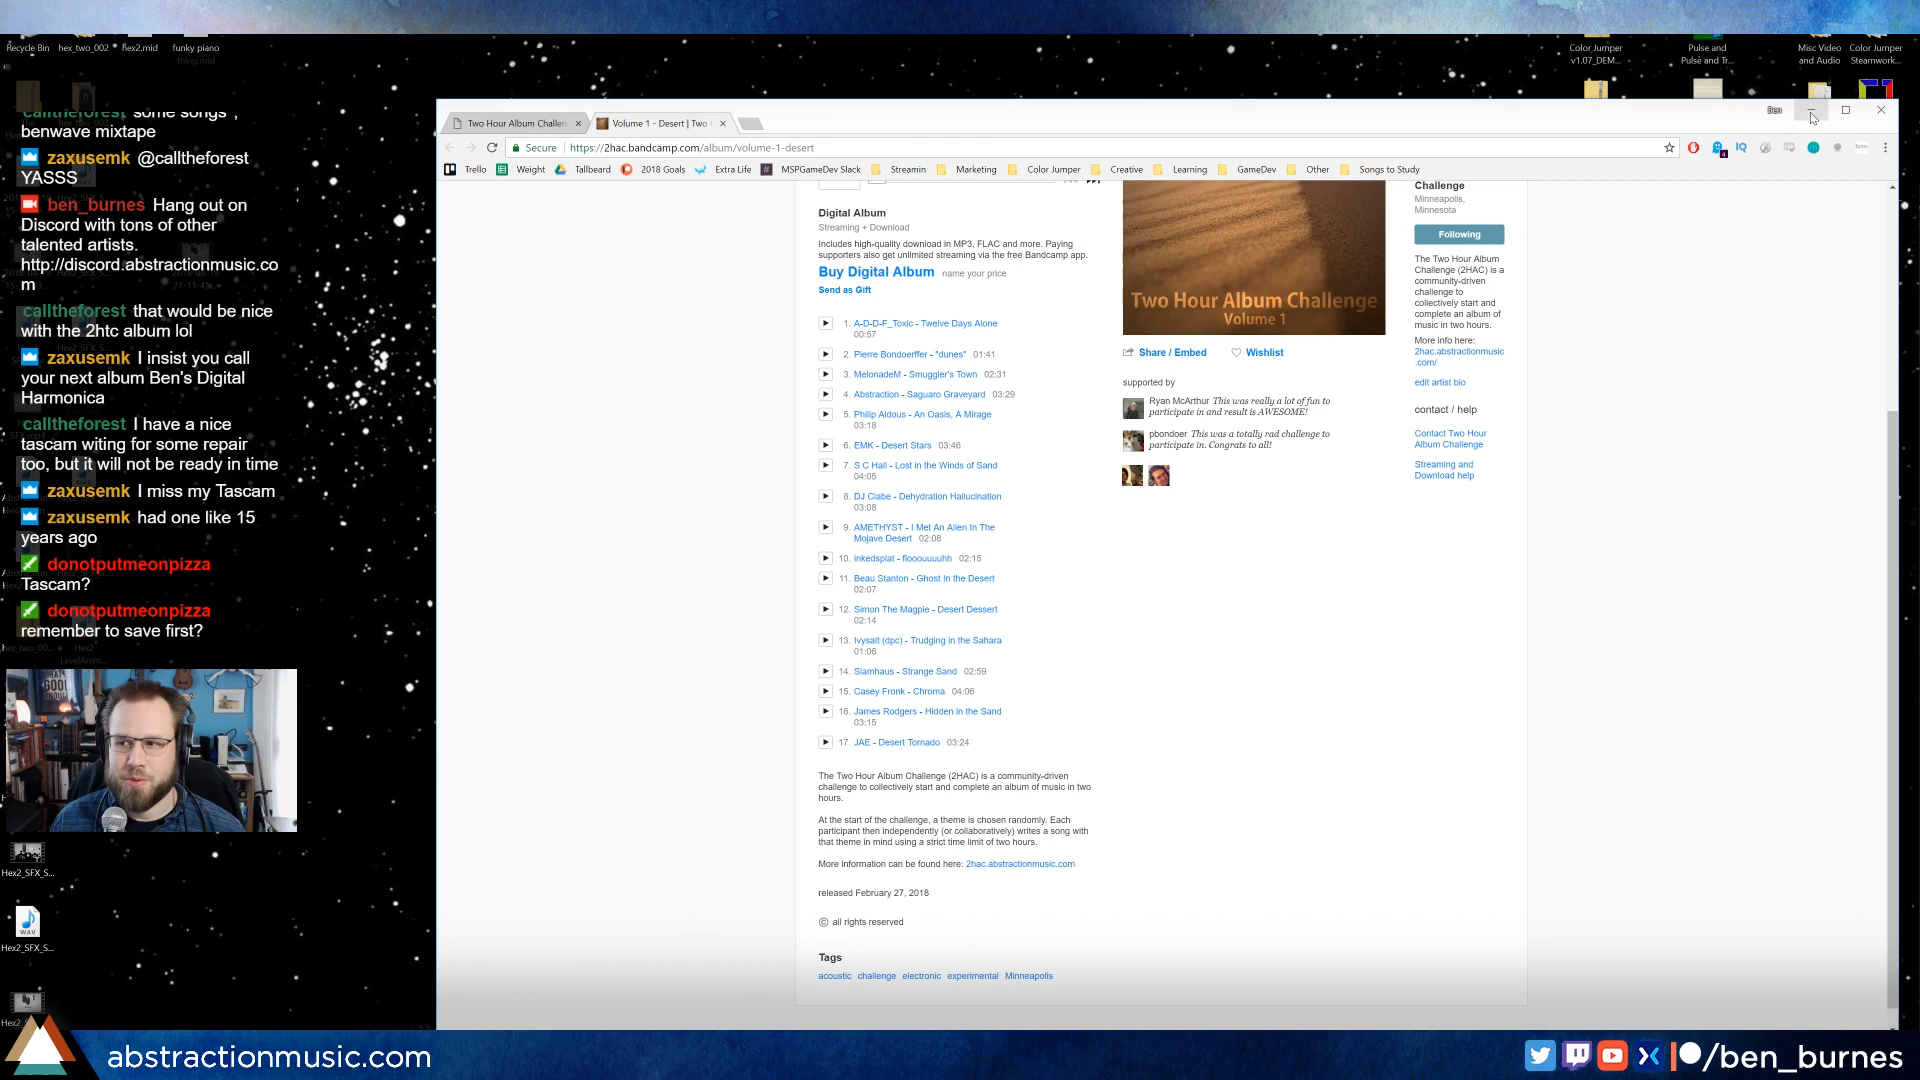 Recycle Bin
hex_two_002
hex2.mid
funky piano
thing.mid
Color Jumper
v1.07_DEM...
Pulse and
Pulse and Tr...
Misc Video
and Audio
Color Jumper
Steamwork...
calltheforest some songs ,
benwave mixtape
zaxusemk @calltheforest
YASSS
ben_burnes Hang out on
Discord with tons of other
talented artists.
http://discord.abstractionmusic.co
m
calltheforest that would be nice
with the 2htc album lol
zaxusemk I insist you call
your next album Ben's Digital
Harmonica
calltheforest I have a nice
tascam witing for some repair
too, but it will not be ready in time
zaxusemk I miss my Tascam
zaxusemk had one like 15
years ago
donotputmeonpizza
Tascam?
donotputmeonpizza
remember to save first?
Hex2
LevelAnim...
Hex2_SFX_S...
WAV
Hex2_SFX_S...
Two Hour Album Challen
Volume 1 - Desert | Two
Ben
Secure
https://2hac.bandcamp.com/album/volume-1-desert
Trello
Weight
Tallbeard
2018 Goals
Extra Life
MSPGameDev Slack
Streamin
Marketing
Color Jumper
Creative
Learning
GameDev
Other
Songs to Study
Digital Album
Streaming + Download
Includes high-quality download in MP3, FLAC and more. Paying
supporters also get unlimited streaming via the free Bandcamp app.
Buy Digital Album name your price
Send as Gift
1. A-D-D-F_Toxic - Twelve Days Alone
00:57
2. Pierre Bondoerffer - "dunes" 01:41
3. MelonadeM - Smuggler's Town 02:31
4. Abstraction - Saguaro Graveyard 03:29
5. Philip Aldous - An Oasis, A Mirage
03:18
6. EMK - Desert Stars 03:46
7. S C Hall - Lost in the Winds of Sand
04:05
8. DJ Clabe - Dehydration Hallucination
03:08
9. AMETHYST - I Met An Alien In The
Mojave Desert 02:08
10. inkedsplat - fiooouuuuhh 02:15
11. Beau Stanton - Ghost In the Desert
02:07
12. Simon The Magpie - Desert Dessert
02:14
13. Ivysalt (dpc) - Trudging in the Sahara
01:06
14. Slamhaus - Strange Sand 02:59
15. Casey Fronk - Chroma 04:06
16. James Rodgers - Hidden in the Sand
03:15
17. JAE - Desert Tornado 03:24
The Two Hour Album Challenge (2HAC) is a community-driven
challenge to collectively start and complete an album of music in two
hours.
At the start of the challenge, a theme is chosen randomly. Each
participant then independently (or collaboratively) writes a song with
that theme in mind using a strict time limit of two hours.
More information can be found here: 2hac.abstractionmusic.com
released February 27, 2018
© all rights reserved
Tags
acoustic challenge electronic experimental Minneapolis
Two Hour Album Challenge
Volume 1
Share / Embed
Wishlist
supported by
Ryan McArthur This was really a lot of fun to
participate in and result is AWESOME!
pbondoer This was a totally rad challenge to
participate in. Congrats to all!
Challenge
Minneapolis,
Minnesota
Following
The Two Hour Album
Challenge (2HAC) is a
community-driven
challenge to
collectively start and
complete an album of
music in two hours.
More info here:
2hac.abstractionmusic
.com/
edit artist bio
contact / help
Contact Two Hour
Album Challenge
Streaming and
Download help
abstractionmusic.com
/ben_burnes